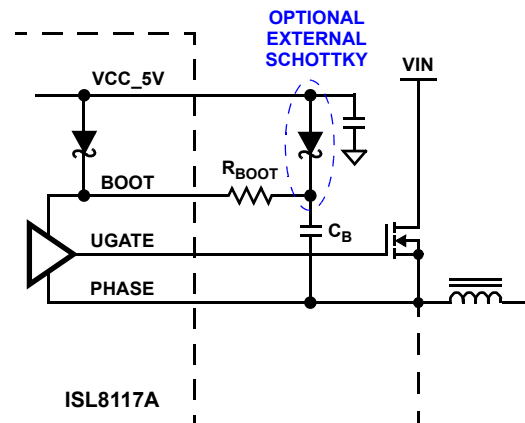 OPTIONAL
EXTERNAL
SCHOTTKY
VCC_5V
VIN
BOOT
RBOOT
CB
UGATE
PHASE
ISL8117A